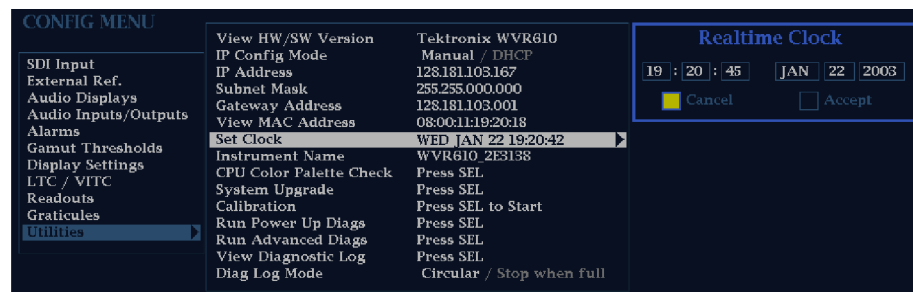 CONFIG MENU
SDI Input
External Ref.
Audio Displays
Audio Inputs/Outputs
Alarms
Gamut Thresholds
Display Settings
LTC / VITC
Readouts
Graticules
Utilities
View HW/SW Version Tektronix WVR610
IP Config Mode Manual / DHCP
IP Address 128.181.103.167
Subnet Mask 255.255.000.000
Gateway Address 128.181.103.001
View MAC Address 08:00:11:19:20:18
Set Clock WED JAN 22 19:20:42
Instrument Name WVR610_2E3138
CPU Color Palette Check Press SEL
System Upgrade Press SEL
Calibration Press SEL to Start
Run Power Up Diags Press SEL
Run Advanced Diags Press SEL
View Diagnostic Log Press SEL
Diag Log Mode Circular / Stop when full
Realtime Clock
19 : 20 : 45 JAN 22 2003
Cancel Accept